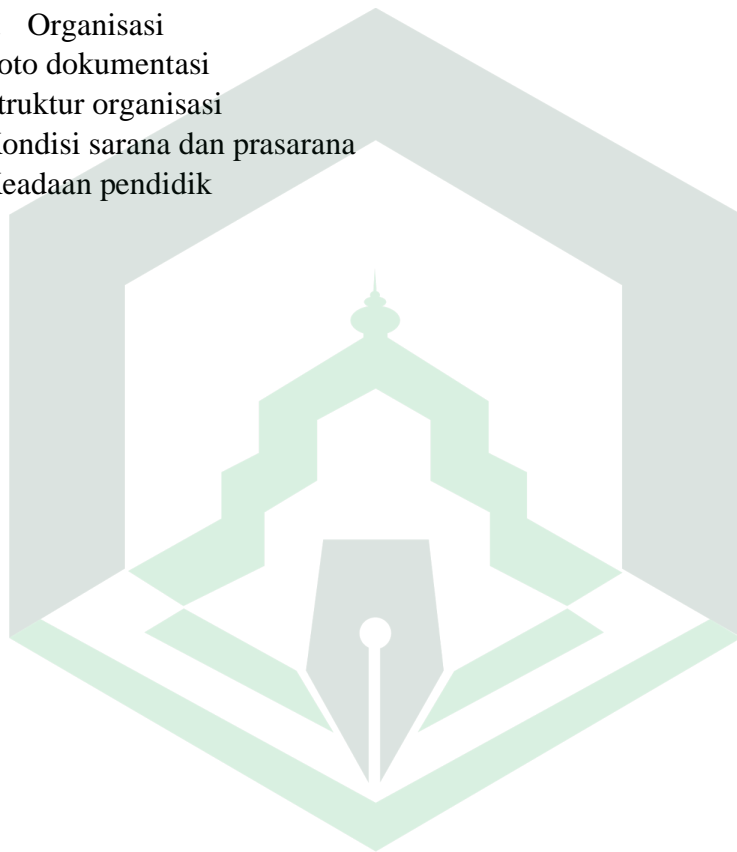 Organisasi
oto dokumentasi
truktur organisasi
ondisi sarana dan prasarana
eadaan pendidik